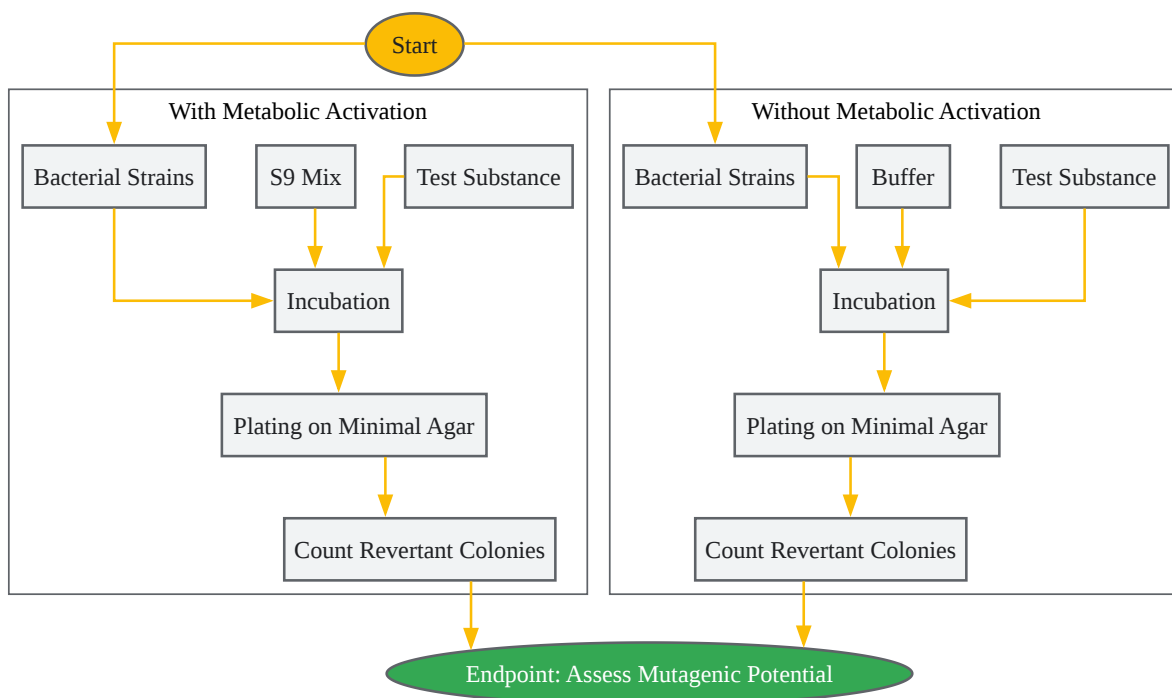 Start
With Metabolic Activation
Bacterial Strains
S9 Mix
Test Substance
Incubation
Plating on Minimal Agar
Count Revertant Colonies
Without Metabolic Activation
Bacterial Strains
Buffer
Test Substance
Incubation
Plating on Minimal Agar
Count Revertant Colonies
Endpoint: Assess Mutagenic Potential